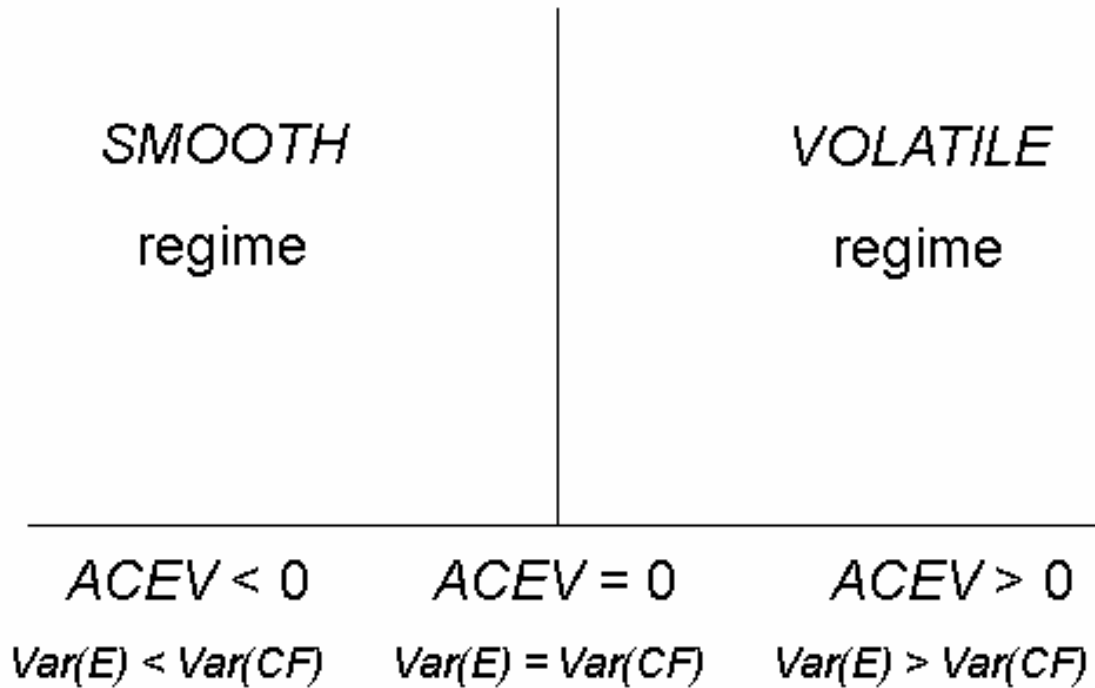 SMOOTH
regime
VOLATILE
regime
ACEV < 0
ACEV = 0
ACEV > 0
Var(E) < Var(CF)
Var(E) = Var(CF)
Var(E) > Var(CF)